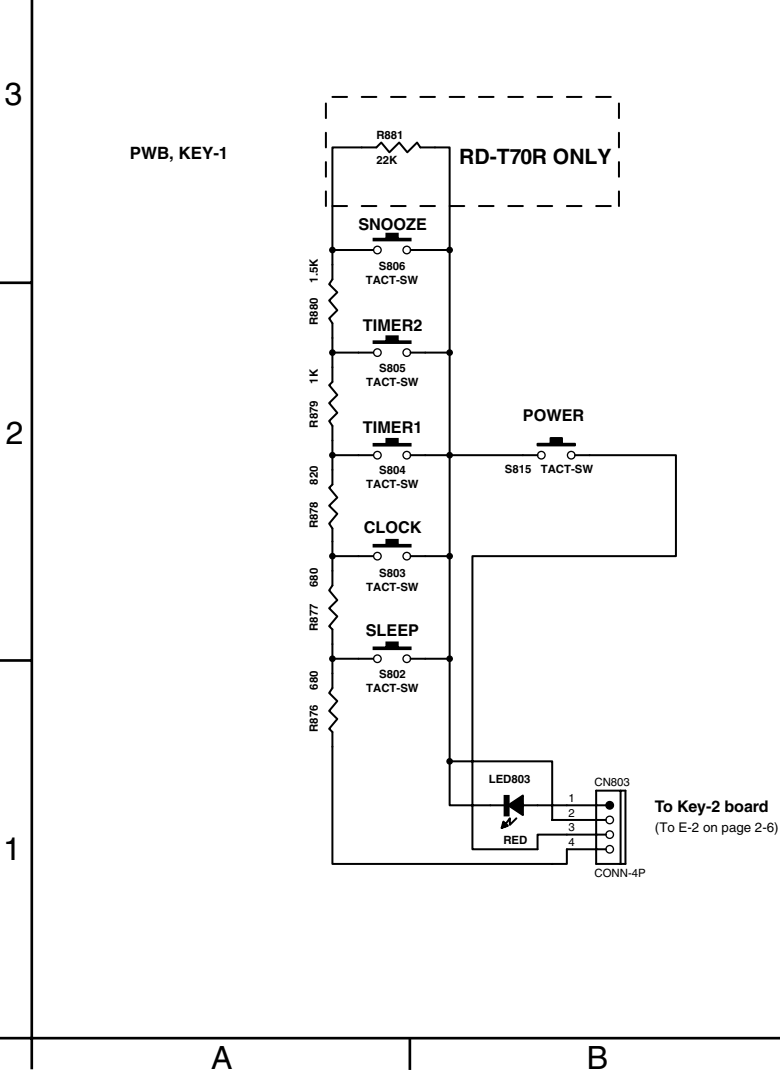 3
PWB, KEY-1
R881
22K
RD-T70R ONLY
SNOOZE
S806
TACT-SW
1.5K
R880
TIMER2
S805
TACT-SW
1K
R879
2
TIMER1
S804
TACT-SW
POWER
S815 TACT-SW
820
R878
CLOCK
S803
TACT-SW
680
R877
SLEEP
S802
TACT-SW
680
R876
LED803
RED
CN803
1
2
3
4
CONN-4P
To Key-2 board
(To E-2 on page 2-6)
1
A
B